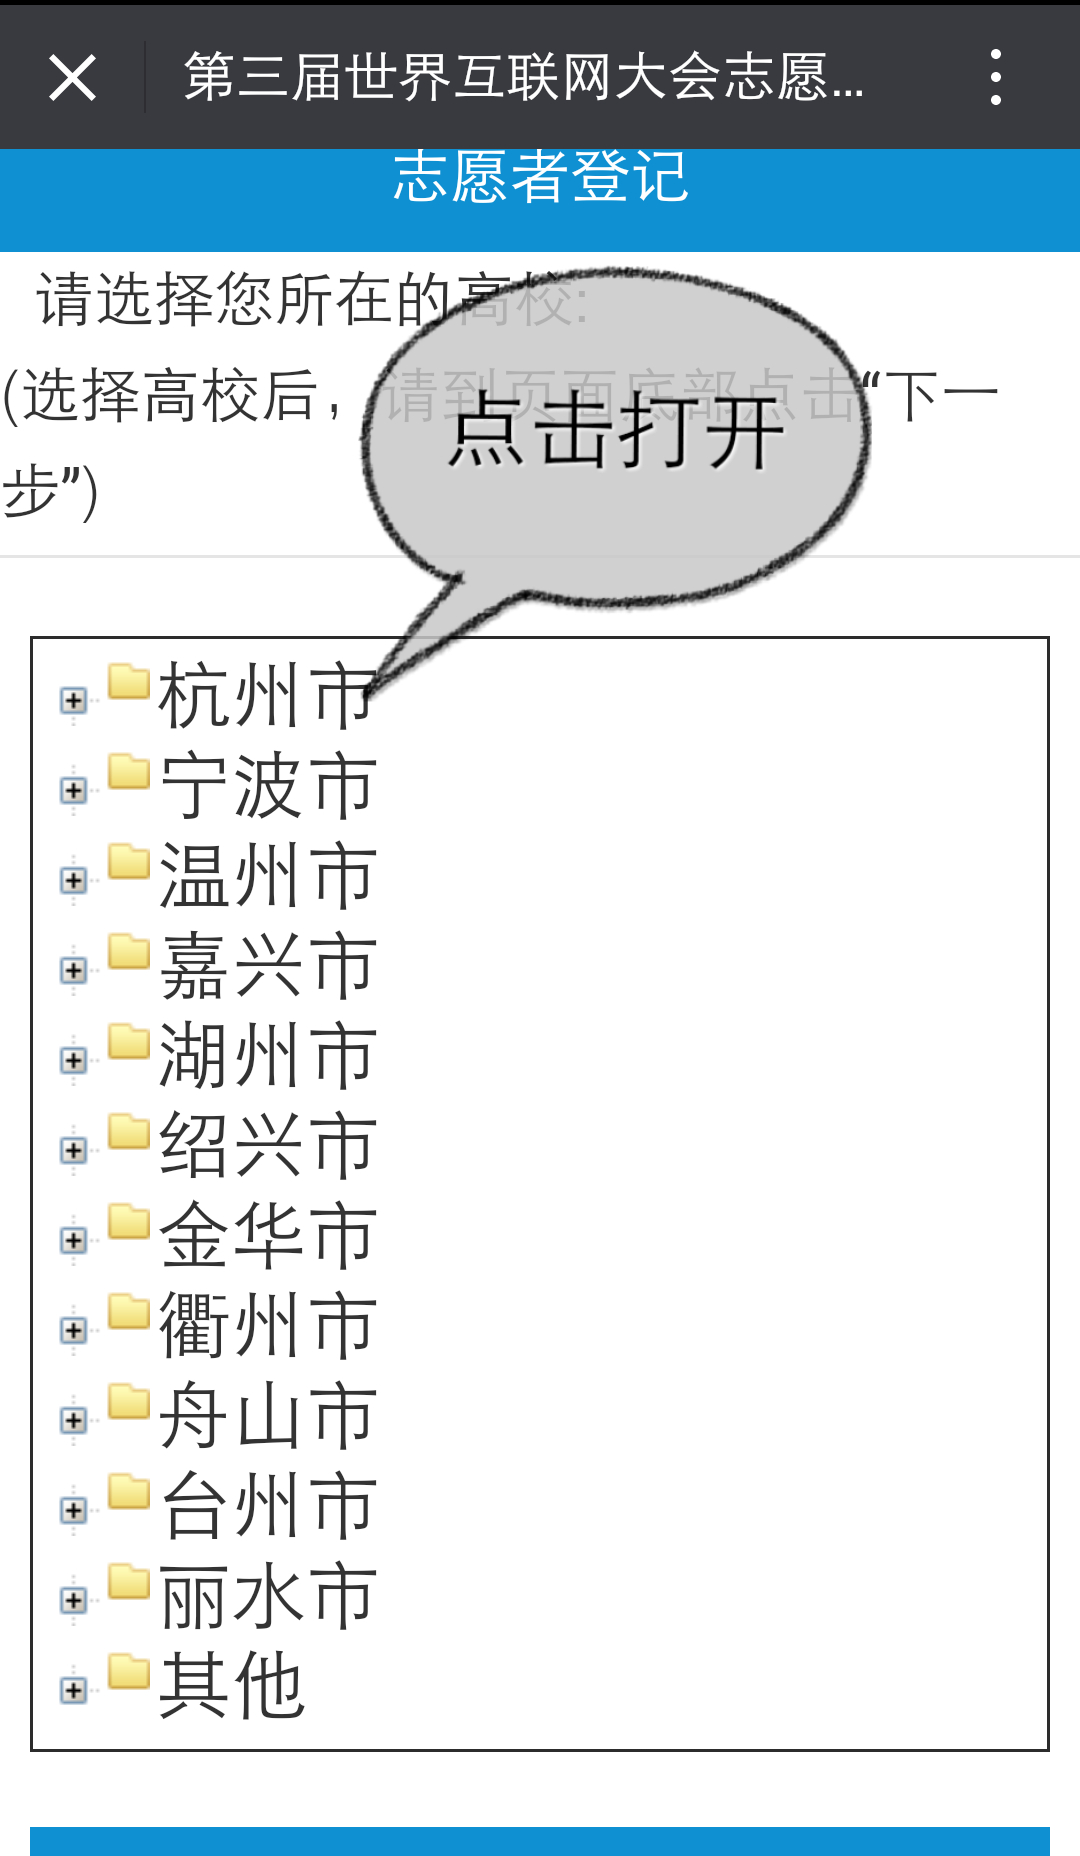 第三届世界互联网大会志愿...
志愿者登记
请选择您所在的高校:
(选择高校后，请到页面底部点击“下一
步”)
点击打开
杭州市
宁波市
温州市
嘉兴市
湖州市
绍兴市
金华市
衢州市
舟山市
台州市
丽水市
其他